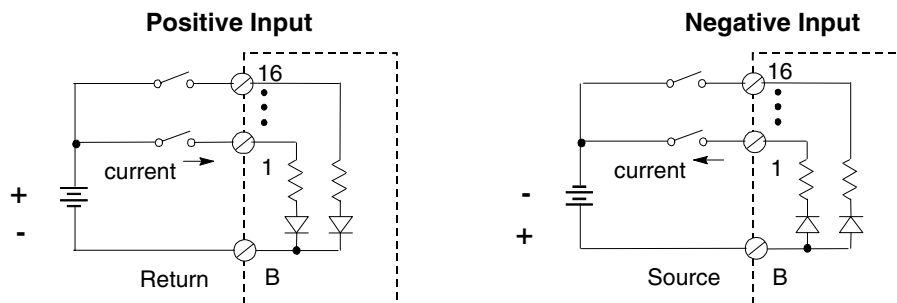 Positive Input
16
1
current
+
-
Return
B
Negative Input
16
1
current
-
+
Source
B